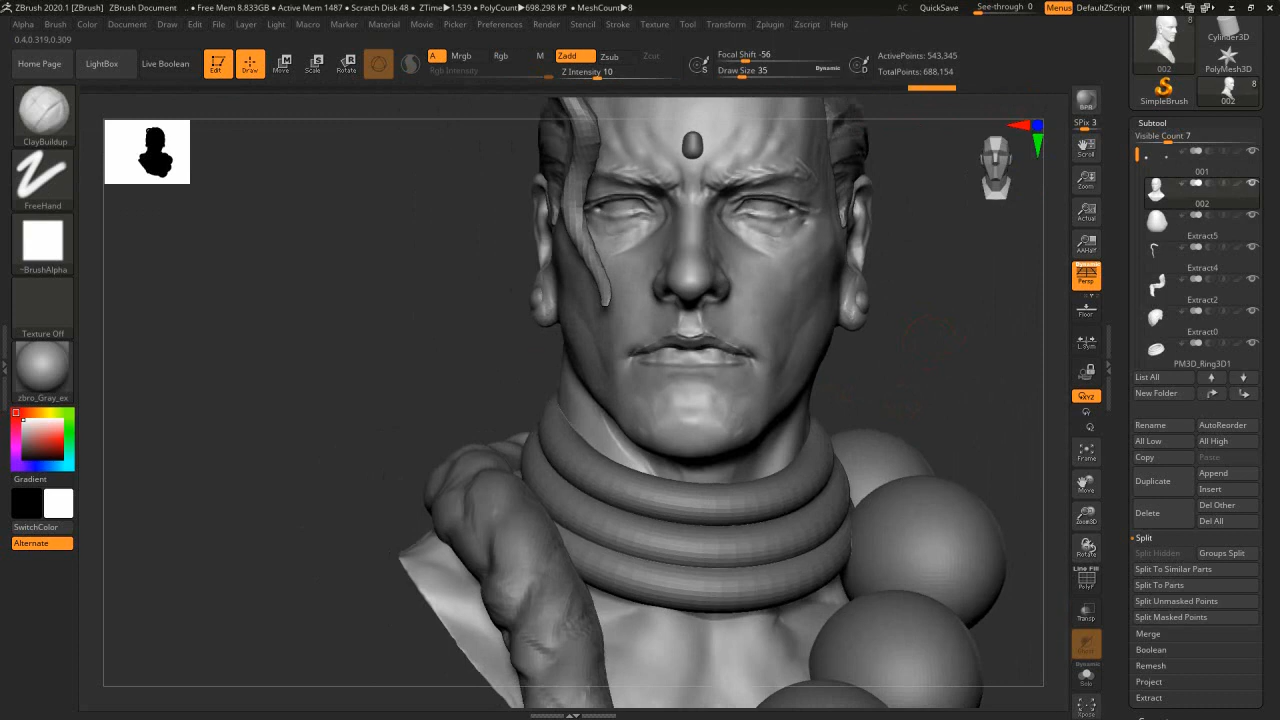 ZBrush 2020.1 [ZBrush] ZBrush Document .. • Free Mem 8.833GB • Active Mem 1487 • Scratch Disk 48 • ZTime▶1.539 • PolyCount▶698.298 KP • MeshCount▶8 AC QuickSave See-through 0 Menus DefaultZScript
Alpha Brush Color Document Draw Edit File Layer Light Macro Marker Material Movie Picker Preferences Render Stencil Stroke Texture Tool Transform Zplugin Zscript Help
0.4,0.319,0.309
Home Page LightBox Live Boolean Edit Draw Move Scale Rotate A Mrgb Rgb M Zadd Zsub Zcut
Rgb Intensity Z Intensity 10
Focal Shift -56
Draw Size 35 Dynamic
S D
ActivePoints: 543,345
TotalPoints: 688,154
ClayBuildup
FreeHand
~BrushAlpha
Texture Off
zbro_Gray_ex
Gradient
SwitchColor
Alternate
BPR
SPix 3
Scroll
Zoom
Actual
AAHalf
Dynamic
Persp
Floor
L.Sym
XYZ
Frame
Move
Zoom3D
Rotate
Line Fill
PolyF
Transp
Ghost
Dynamic
Solo
Xpose
8
002
Cylinder3D
PolyMesh3D
SimpleBrush
8
002
Subtool
Visible Count 7
001
002
Extract5
Extract4
Extract2
Extract0
PM3D_Ring3D1
List All
New Folder
Rename AutoReorder
All Low All High
Copy Paste
Duplicate Append
Insert
Delete Del Other
Del All
Split
Split Hidden Groups Split
Split To Similar Parts
Split To Parts
Split Unmasked Points
Split Masked Points
Merge
Boolean
Remesh
Project
Extract